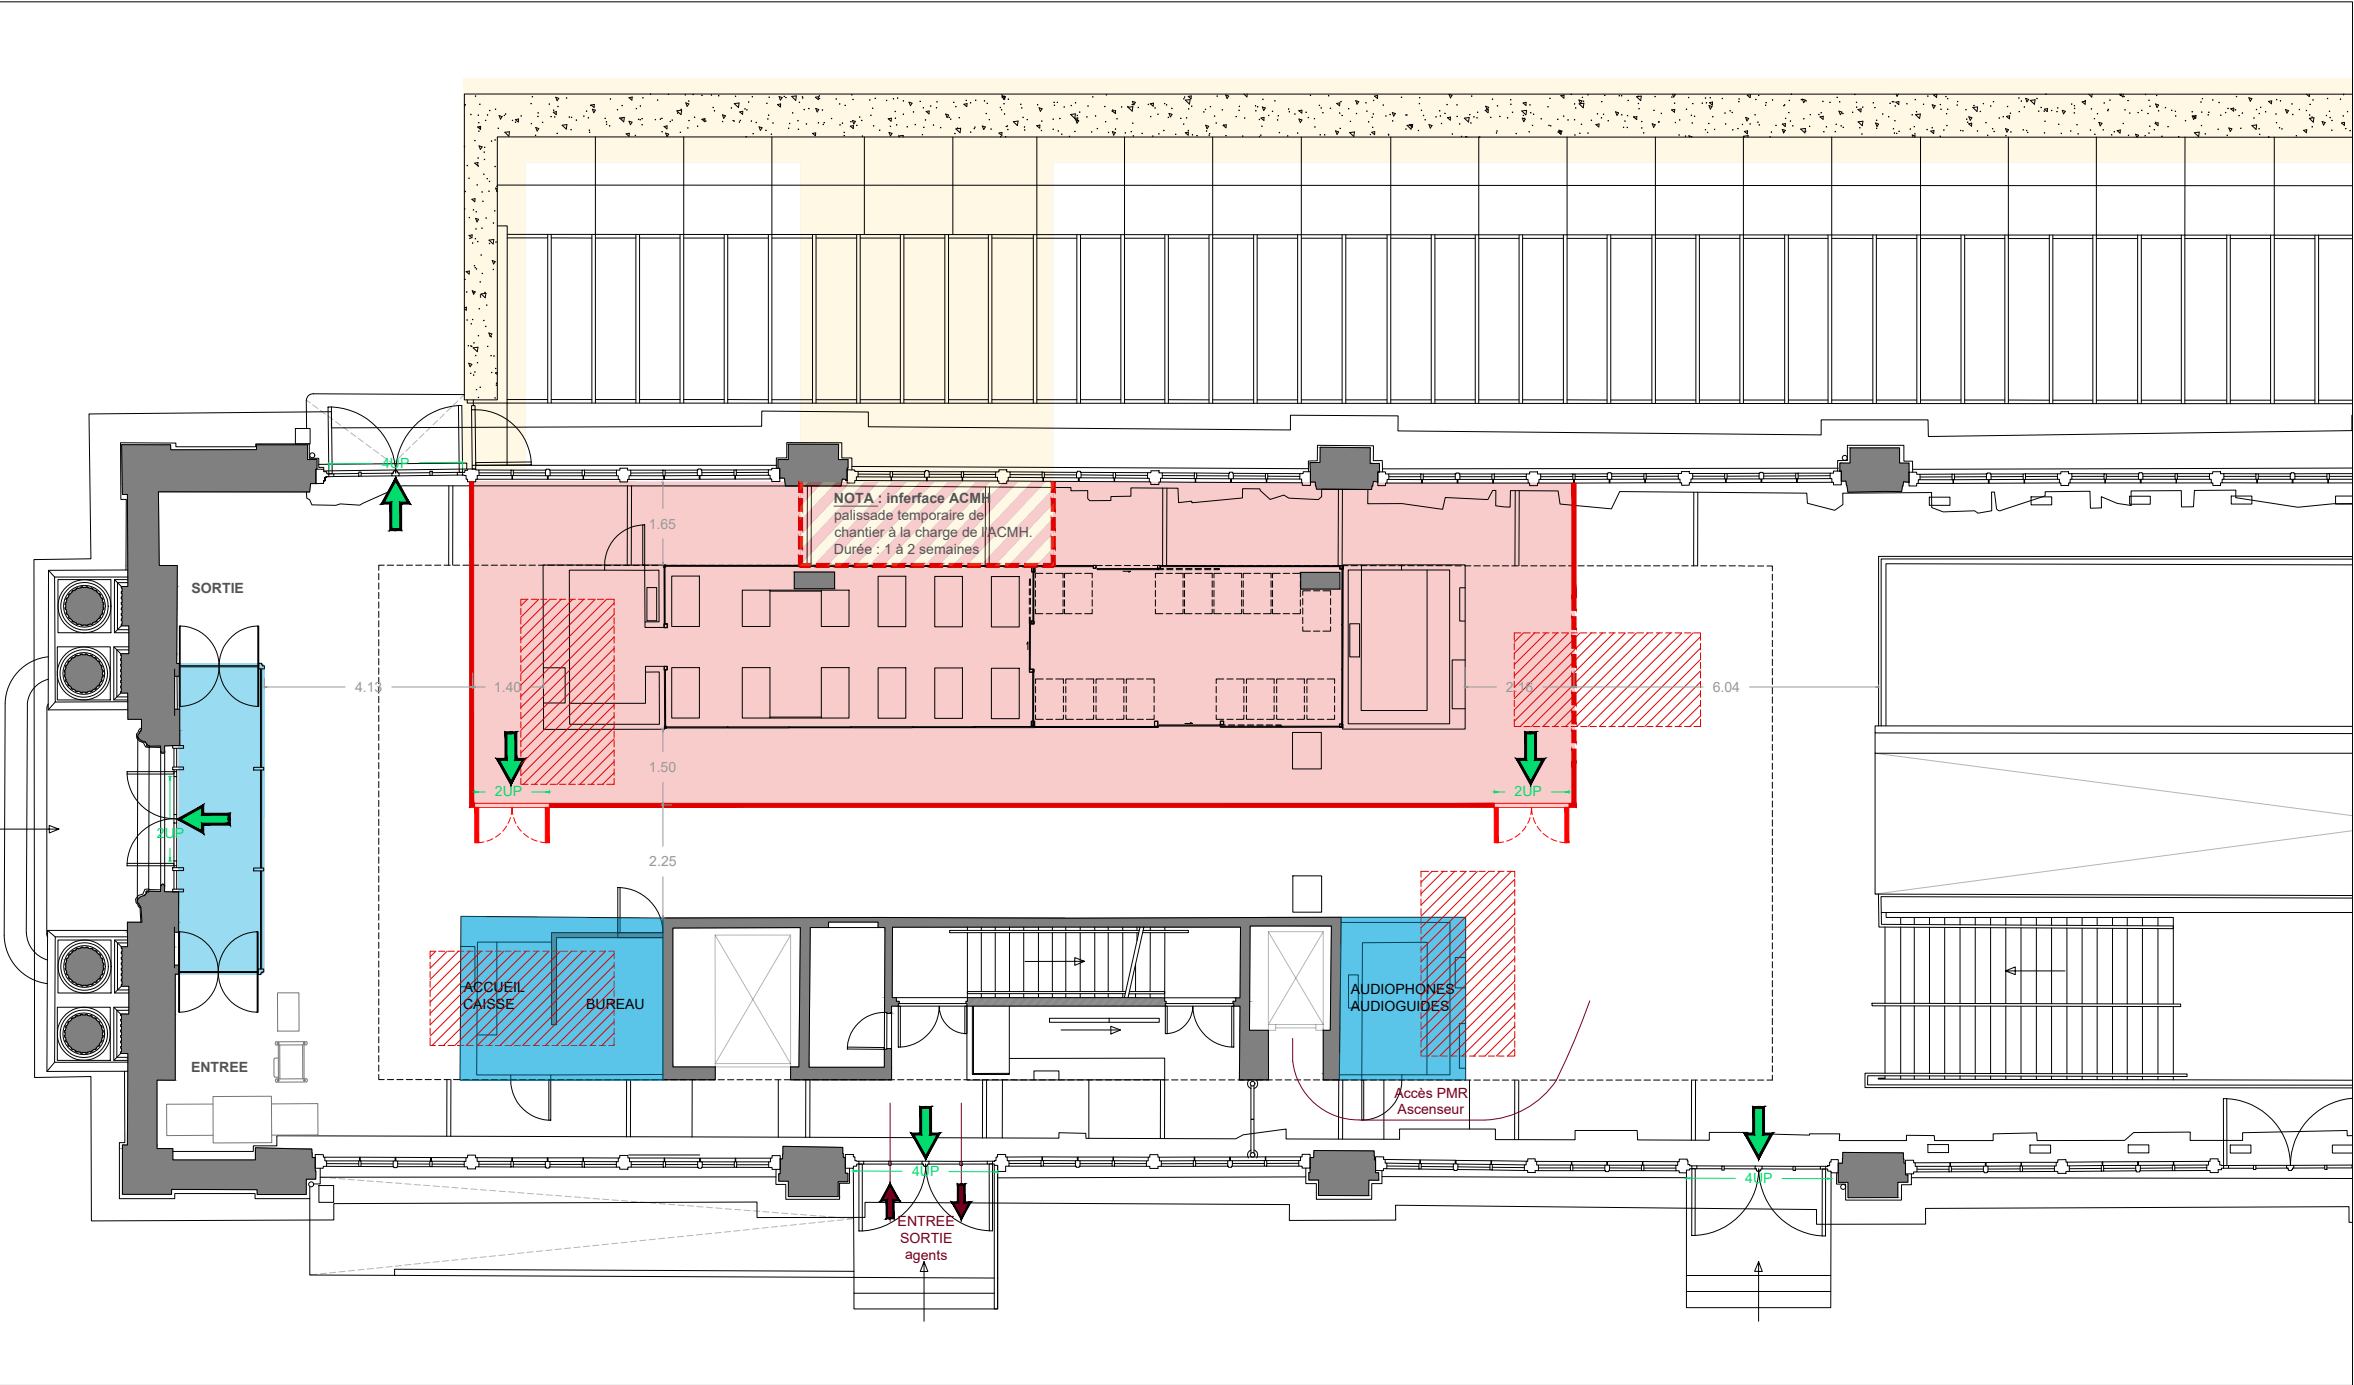 4UP
NOTA : inferface ACMH
palissade temporaire de
chantier à la charge de l'ACMH.
Durée : 1 à 2 semaines
1.65
SORTIE
4.13
1.40
2.16
6.04
1.50
2UP
2UP
2UP
2.25
ACCUEIL
CAISSE
BUREAU
AUDIOPHONES
AUDIOGUIDES
ENTREE
Accès PMR
Ascenseur
4UP
4UP
ENTREE
SORTIE
agents